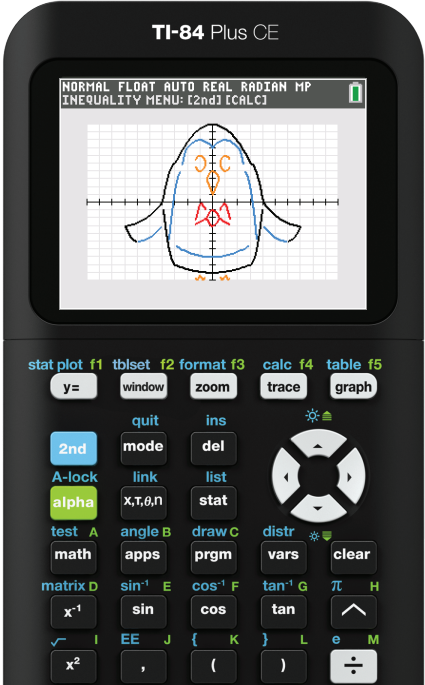 TI-84 Plus CE
NORMAL FLOAT AUTO REAL RADIAN MP
INEQUALITY MENU: [2nd] [CALC]
stat plot f1 tblset f2 format f3 calc f4 table f5
y= window zoom trace graph
quit ins
2nd mode del
A-lock link list
alpha X,T,θ,n stat
test A angle B draw C distr
math apps prgm vars clear
matrix D sin⁻¹ E cos⁻¹ F tan⁻¹ G π H
x⁻¹ sin cos tan ^
√ I EE J { K } L e M
x² , ( ) ÷